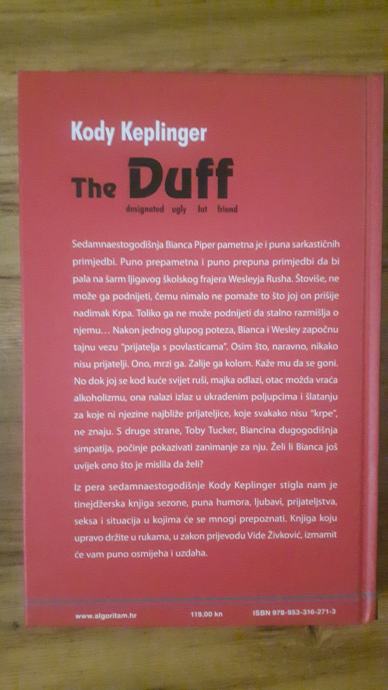 Kody Keplinger
The Duff
designated ugly fat friend
Sedamnaestogodišnja Bianca Piper pametna je i puna sarkastičnih
primjedbi. Puno prepametna i puno prepuna primjedbi da bi
pala na šarm ljigavog školskog frajera Wesleyja Rusha. Štoviše, ne
može ga podnijeti, čemu nimalo ne pomaže to što joj on prišije
nadimak Krpa. Toliko ga ne može podnijeti da stalno razmišlja o
njemu... Nakon jednog glupog poteza, Bianca i Wesley započnu
tajnu vezu "prijatelja s povlasticama". Osim što, naravno, nikako
nisu prijatelji. Ono, mrzi ga. Zalije ga kolom. Kaže mu da se goni.
No dok joj se kod kuće svijet ruši, majka odlazi, otac možda vraća
alkoholizmu, ona nalazi izlaz u ukradenim poljupcima i šlatanju
za koje ni njezine najbliže prijateljice, koje svakako nisu "krpe",
ne znaju. S druge strane, Toby Tucker, Biancina dugogodišnja
simpatija, počinje pokazivati zanimanje za nju. Želi li Bianca još
uvijek ono što je mislila da želi?
Iz pera sedamnaestogodišnje Kody Keplinger stigla nam je
tinejdžerska knjiga sezone, puna humora, ljubavi, prijateljstva,
seksa i situacija u kojima će se mnogi prepoznati. Knjiga koju
upravo držite u rukama, u zakon prijevodu Vide Živković, izmamit
će vam puno osmijeha i uzdaha.
www.algoritam.hr 119,00 kn ISBN 978-953-316-271-3